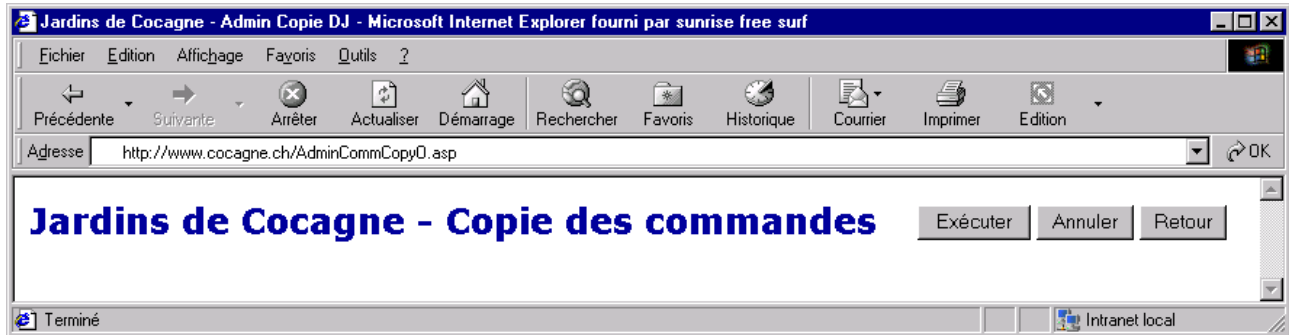 Jardins de Cocagne - Admin Copie DJ - Microsoft Internet Explorer fourni par sunrise free surf
Fichier Edition Affichage Favoris Outils ?
Précédente Suivante Arrêter Actualiser Démarrage Rechercher Favoris Historique Courrier Imprimer Edition
Adresse http://www.cocagne.ch/AdminCommCopy0.asp OK
Jardins de Cocagne - Copie des commandes Exécuter Annuler Retour
Terminé Intranet local